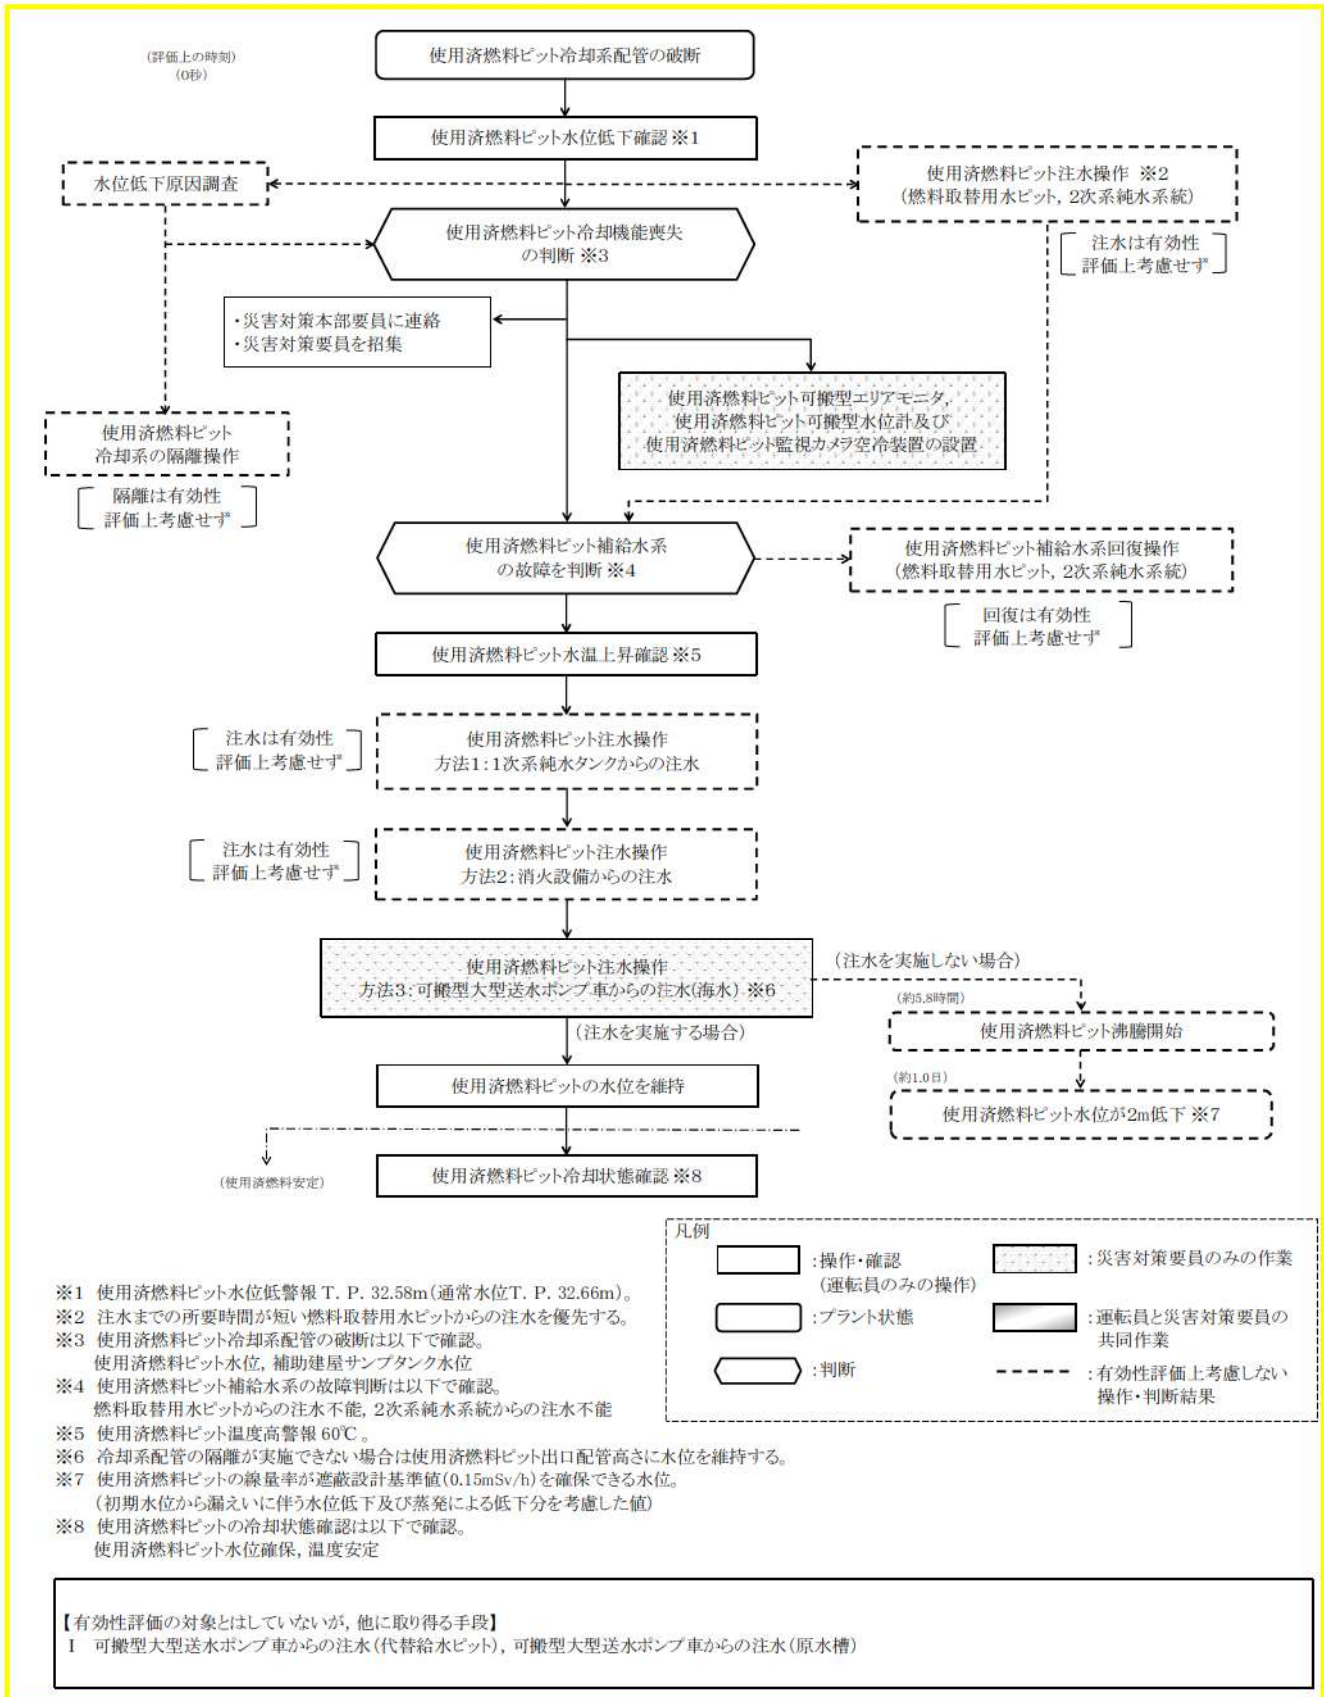 (評価上の時刻)
(0秒)
使用済燃料ピット冷却系配管の破断
使用済燃料ピット水位低下確認 ※1
水位低下原因調査
使用済燃料ピット注水操作 ※2
(燃料取替用水ピット, 2次系純水系統)
注水は有効性
評価上考慮せず
使用済燃料ピット冷却機能喪失
の判断 ※3
・災害対策本部要員に連絡
・災害対策要員を招集
使用済燃料ピット可搬型エリアモニタ,
使用済燃料ピット可搬型水位計及び
使用済燃料ピット監視カメラ空冷装置の設置
使用済燃料ピット
冷却系の隔離操作
隔離は有効性
評価上考慮せず
使用済燃料ピット補給水系
の故障を判断 ※4
使用済燃料ピット補給水系回復操作
(燃料取替用水ピット, 2次系純水系統)
回復は有効性
評価上考慮せず
使用済燃料ピット水温上昇確認 ※5
注水は有効性
評価上考慮せず
使用済燃料ピット注水操作
方法1:1次系純水タンクからの注水
注水は有効性
評価上考慮せず
使用済燃料ピット注水操作
方法2:消火設備からの注水
使用済燃料ピット注水操作
方法3:可搬型大型送水ポンプ車からの注水(海水) ※6
(注水を実施しない場合)
(約5.8時間)
使用済燃料ピット沸騰開始
(注水を実施する場合)
(約1.0日)
使用済燃料ピット水位が2m低下 ※7
使用済燃料ピットの水位を維持
(使用済燃料安定)
使用済燃料ピット冷却状態確認 ※8
凡例
:操作・確認
(運転員のみの操作)
:災害対策要員のみの作業
:プラント状態
:運転員と災害対策要員の
共同作業
:判断
:有効性評価上考慮しない
操作・判断結果
※1 使用済燃料ピット水位低警報 T. P. 32.58m(通常水位T. P. 32.66m)。
※2 注水までの所要時間が短い燃料取替用水ピットからの注水を優先する。
※3 使用済燃料ピット冷却系配管の破断は以下で確認。
使用済燃料ピット水位, 補助建屋サンプタンク水位
※4 使用済燃料ピット補給水系の故障判断は以下で確認。
燃料取替用水ピットからの注水不能, 2次系純水系統からの注水不能
※5 使用済燃料ピット温度高警報 60℃。
※6 冷却系配管の隔離が実施できない場合は使用済燃料ピット出口配管高さに水位を維持する。
※7 使用済燃料ピットの線量率が遮蔽設計基準値(0.15mSv/h)を確保できる水位。
(初期水位から漏えいに伴う水位低下及び蒸発による低下分を考慮した値)
※8 使用済燃料ピットの冷却状態確認は以下で確認。
使用済燃料ピット水位確保, 温度安定
【有効性評価の対象とはしていないが, 他に取り得る手段】
Ⅰ 可搬型大型送水ポンプ車からの注水(代替給水ピット), 可搬型大型送水ポンプ車からの注水(原水槽)